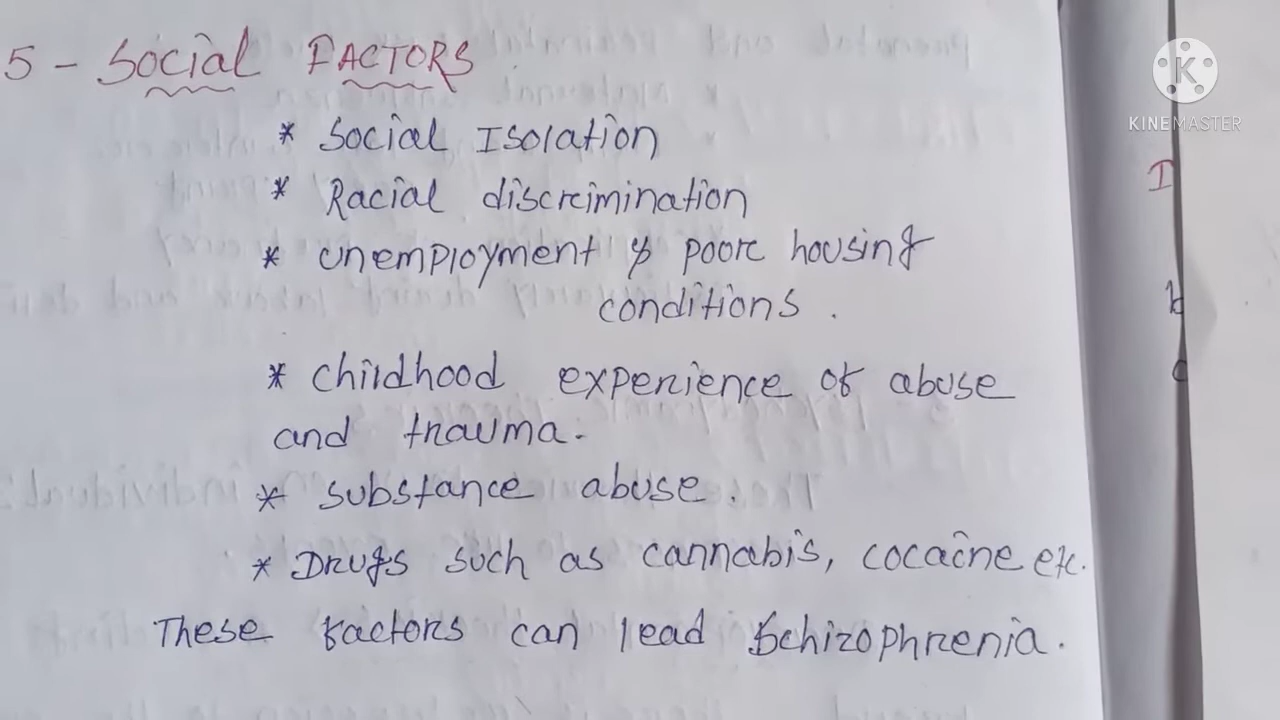 5 - Social FACTORS
* Social Isolation
* Racial discrimination
* unemployment & poor housing
conditions .
* childhood experience of abuse
and trauma.
* substance abuse.
* Drugs such as cannabis, cocaine etc.
These factors can lead Schizophrenia.
K
KINEMASTER
I